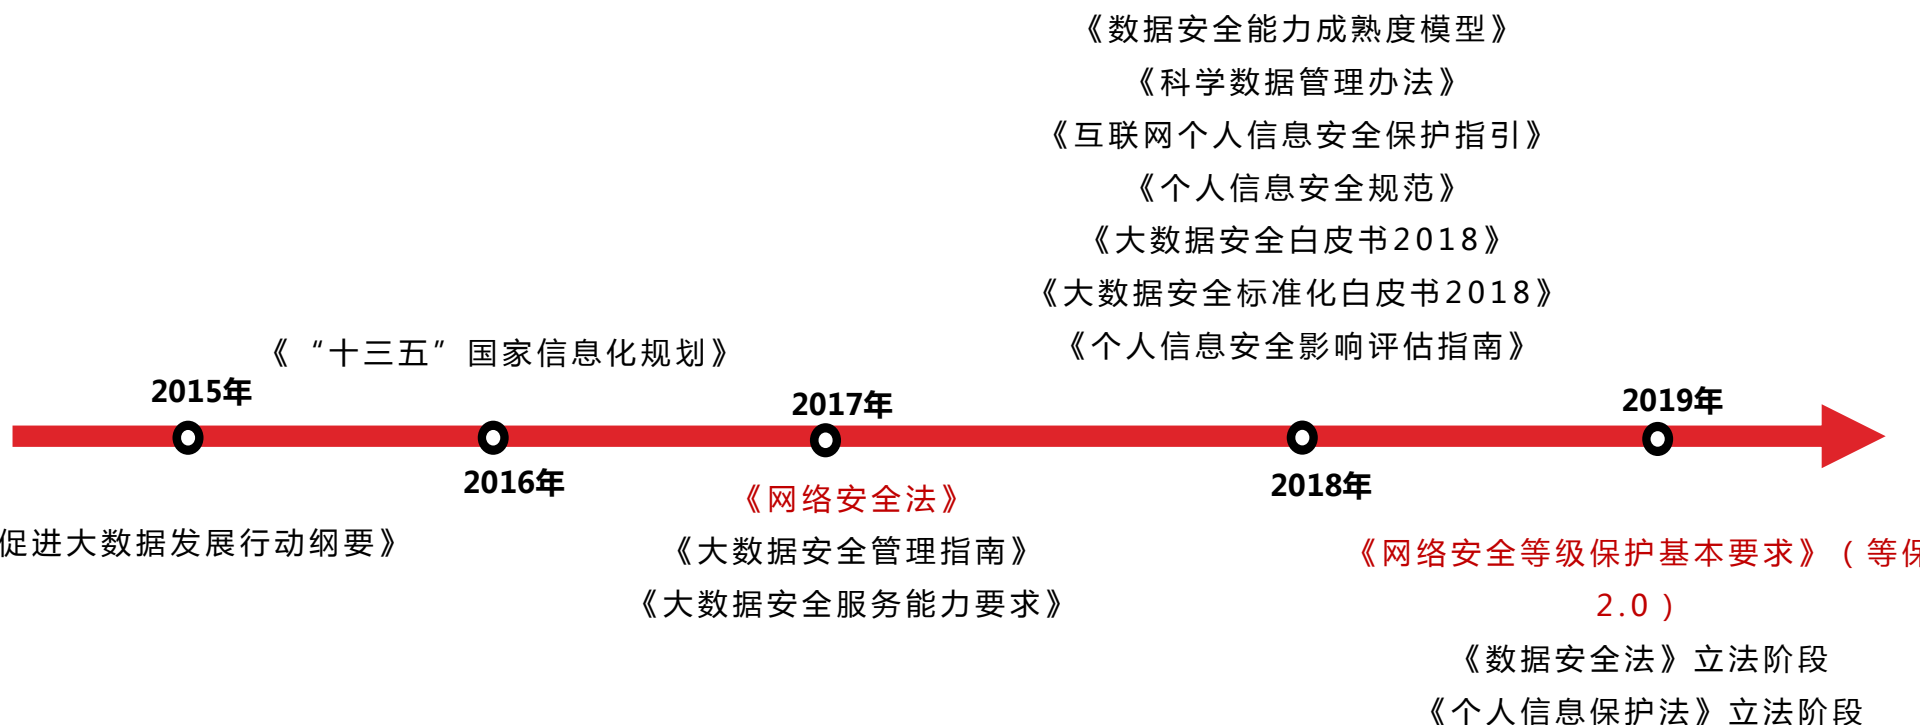 《数据安全能力成熟度模型》
《科学数据管理办法》
《互联网个人信息安全保护指引》
《个人信息安全规范》
《大数据安全白皮书2018》
《大数据安全标准化白皮书2018》
《个人信息安全影响评估指南》
《“十三五”国家信息化规划》
2015年
2017年
2019年
2016年
2018年
促进大数据发展行动纲要》
《网络安全法》
《大数据安全管理指南》
《大数据安全服务能力要求》
《网络安全等级保护基本要求》（等保
2.0）
《数据安全法》立法阶段
《个人信息保护法》立法阶段